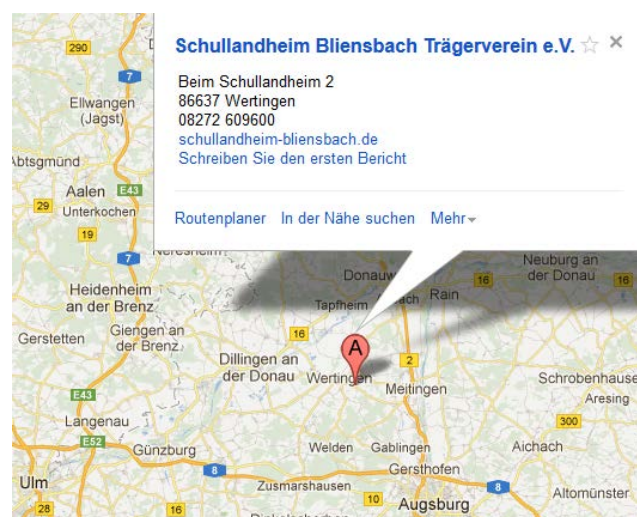 Schullandheim Bliensbach Trägerverein e.V.
Beim Schullandheim 2
86637 Wertingen
08272 609600
schullandheim-bliensbach.de
Schreiben Sie den ersten Bericht
Routenplaner In der Nähe suchen Mehr
290
7
Ellwangen
(Jagst)
Abtsgmünd
Aalen E43
29 Unterkochen
19
7
Neresheim
Neuburg an
der Donau
Heidenheim
an der Brenz
16
16
Tapfheim
Rain
Gerstetten
Giengen an
der Brenz
16
A
Dillingen an
der Donau
2
Wertingen
Meitingen
Schrobenhause
Aresing
E43
Langenau
300
E52
Günzburg
Welden
Gablingen
Aichach
Gersthofen
8
8
Ulm
Zusmarshausen
Altomünster
28
16
10
Augsburg